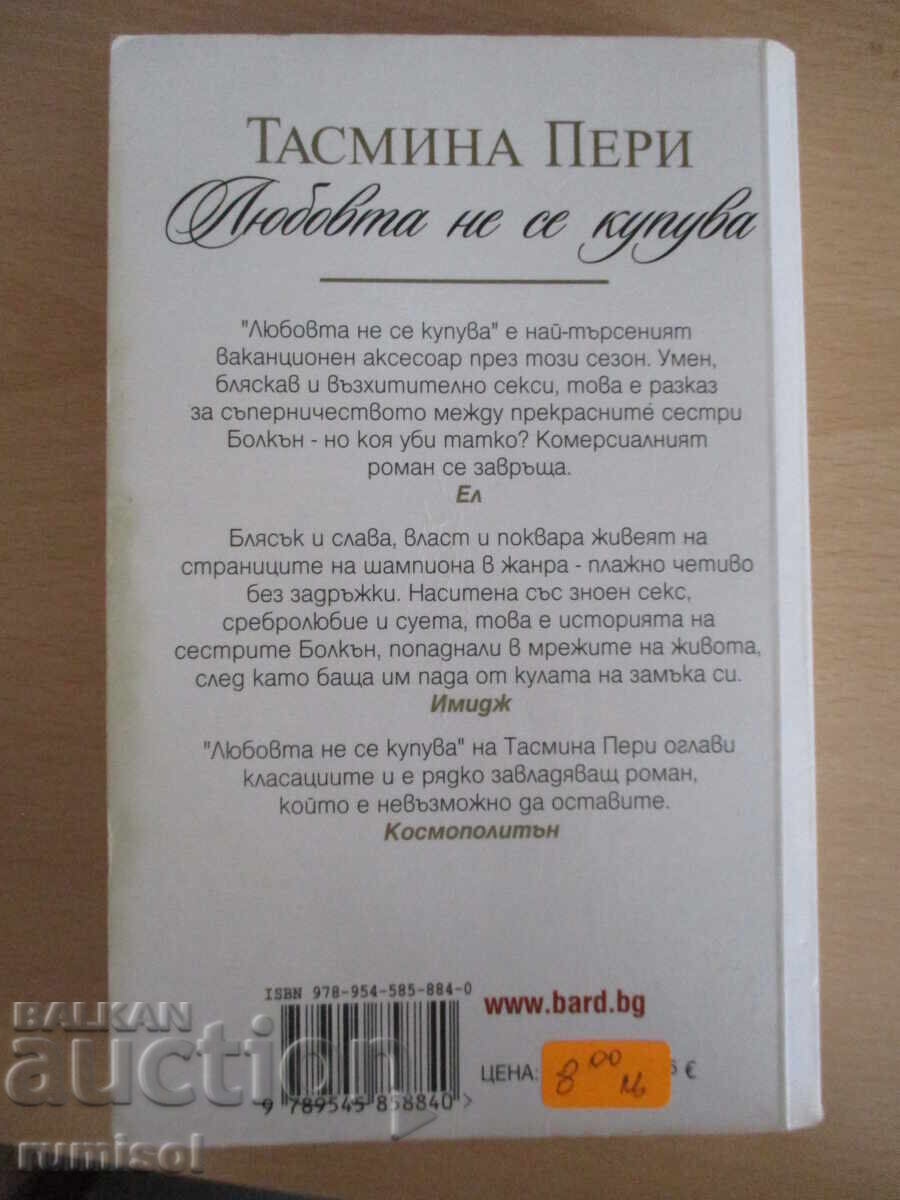 ТАСМИНА ПЕРИ
Любовта не се купува
"Любовта не се купува" е най-търсеният
ваканционен аксесоар през този сезон. Умен,
бляскав и възхитително секси, това е разказ
за съперничеството между прекрасните сестри
Болкън - но коя уби татко? Комерсиалният
роман се завръща.
Ел
Блясък и слава, власт и поквара живеят на
страниците на шампиона в жанра - плажно четиво
без задръжки. Наситена със зноен секс,
сребролюбие и суета, това е историята на
сестрите Болкън, попаднали в мрежите на живота,
след като баща им пада от кулата на замъка си.
Имидж
"Любовта не се купува" на Тасмина Пери оглави
класациите и е рядко завладяващ роман,
който е невъзможно да оставите.
Космополитън
ISBN 978-954-585-884-0
www.bard.bg
ЦЕНА: 8 00 лв €
9 789545 858840 >
BALKAN
auction
rumisol